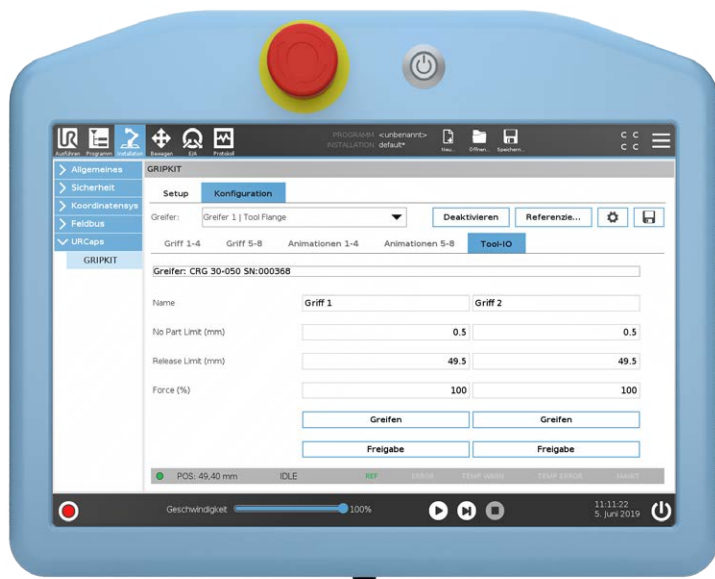 UR
PROGRAMM <unbenannt>
INSTALLATION default*
Ausführen Programm Installation Bewegen E/A Protokoll Neu... Öffnen... Speichern...
C C
C C
Allgemeines
Sicherheit
Koordinatensys
Feldbus
URCaps
GRIPKIT
GRIPKIT
Setup Konfiguration
Greifer: Greifer 1 | Tool Flange Deaktivieren Referenzie...
Griff 1-4 Griff 5-8 Animationen 1-4 Animationen 5-8 Tool-IO
Greifer: CRG 30-050 SN:000368
Name Griff 1 Griff 2
No Part Limit (mm) 0.5 0.5
Release Limit (mm) 49.5 49.5
Force (%) 100 100
Greifen Greifen
Freigabe Freigabe
POS: 49,40 mm IDLE REF ERROR TEMP WARN TEMP ERROR MAINT
Geschwindigkeit 100% 11:11:22
5. Juni 2019